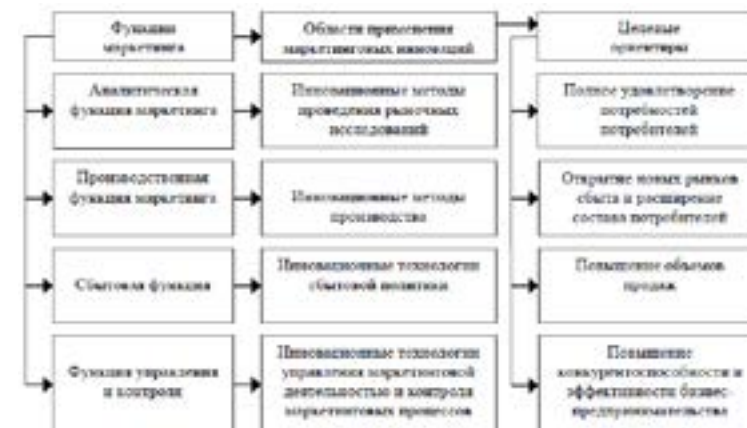 Функции
маркетинга
Области применения
маркетинговых инноваций
Целевые
ориентиры
Аналитическая
функция маркетинга
Инновационные методы
проведения рыночных
исследований
Полное удовлетворение
потребностей
потребителей
Производственная
функция маркетинга
Инновационные методы
производства
Открытие новых рынков
сбыта и расширение
состава потребителей
Сбытовая функция
Инновационные технологии
сбытовой политики
Повышение объемов
продаж
Функция управления
и контроля
Инновационные технологии
управления маркетинговой
деятельностью и контроля
маркетинговых процессов
Повышение
конкурентоспособности и
эффективности бизнес-
предпринимательства